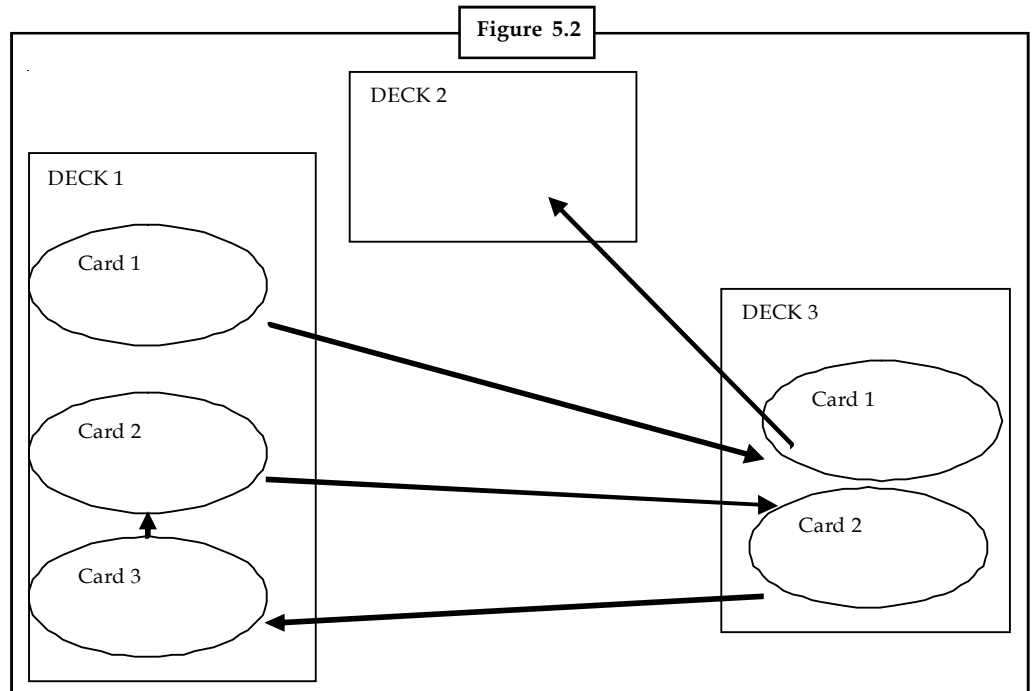 Figure 5.2
DECK 2
DECK 1
Card 1
Card 2
Card 3
DECK 3
Card 1
Card 2